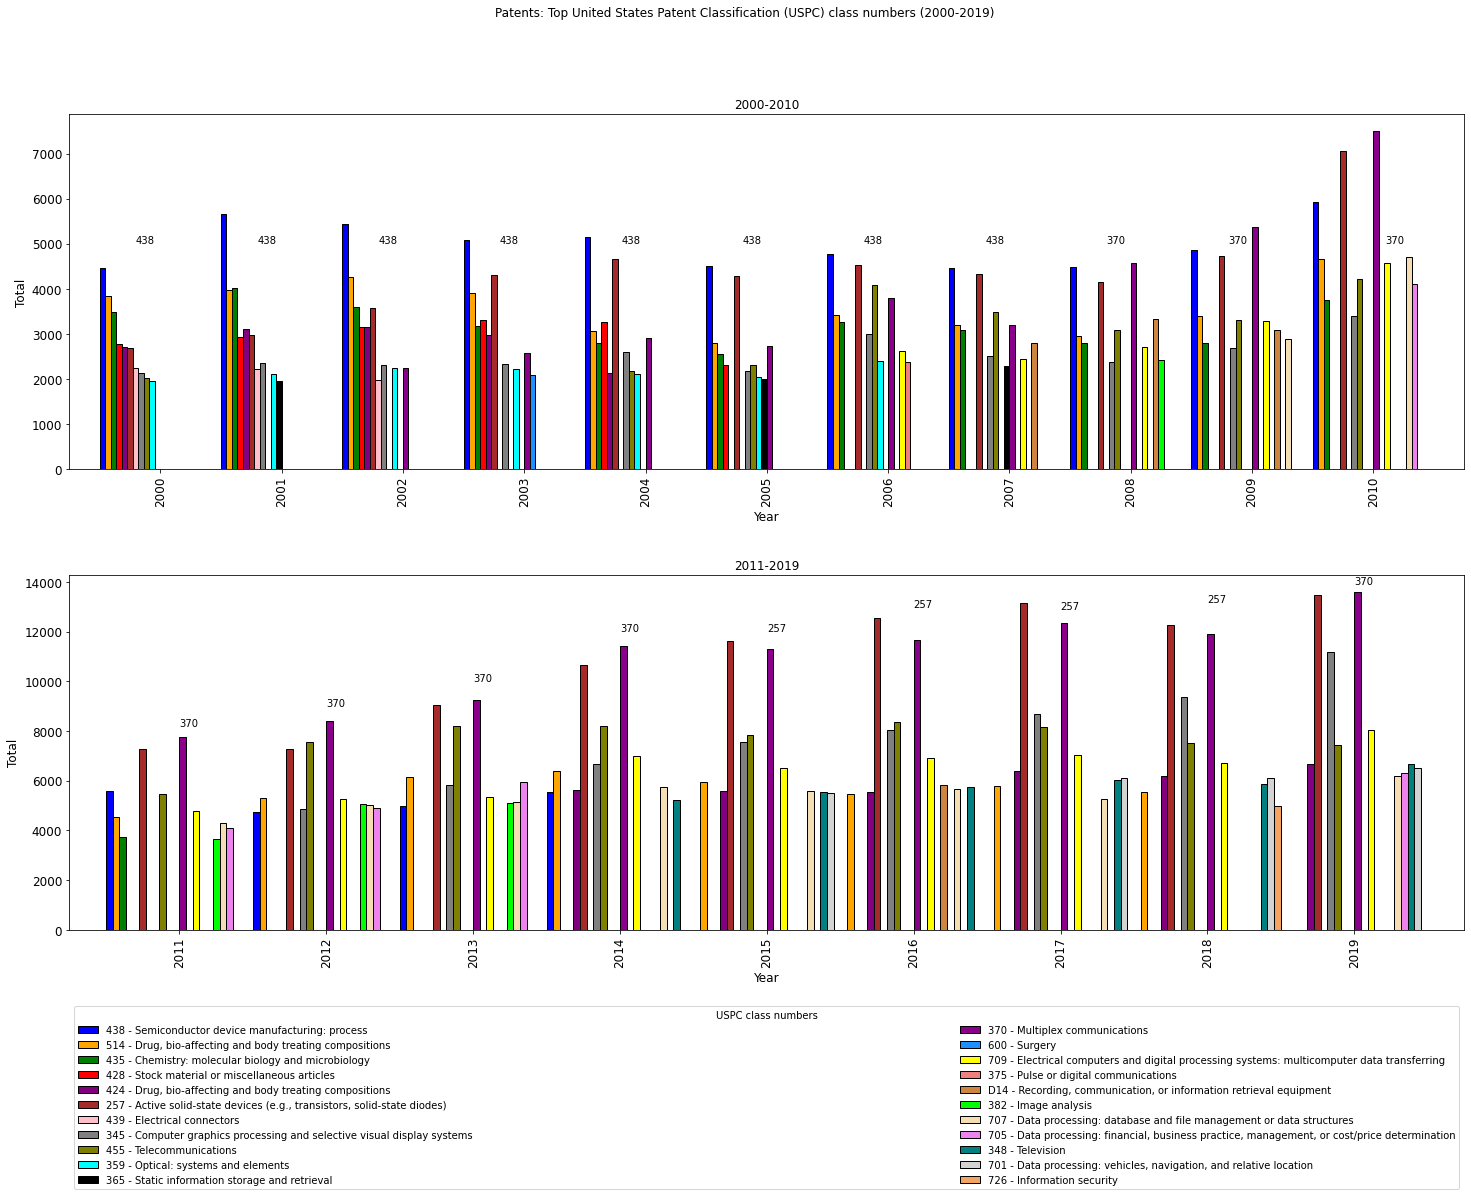 Patents: Top United States Patent Classification (USPC) class numbers (2000-2019)
2000-2010
7000
6000
5000
4000
3000
2000
1000
0
Total
438 438 438 438 438 438 438 438 370 370 370
2000 2001 2002 2003 2004 2005 2006 2007 2008 2009 2010
Year
2011-2019
14000
12000
10000
8000
6000
4000
2000
0
Total
370 370 370 370 257 257 257 257 370
2011 2012 2013 2014 2015 2016 2017 2018 2019
Year
USPC class numbers
438 - Semiconductor device manufacturing: process
514 - Drug, bio-affecting and body treating compositions
435 - Chemistry: molecular biology and microbiology
428 - Stock material or miscellaneous articles
424 - Drug, bio-affecting and body treating compositions
257 - Active solid-state devices (e.g., transistors, solid-state diodes)
439 - Electrical connectors
345 - Computer graphics processing and selective visual display systems
455 - Telecommunications
359 - Optical: systems and elements
365 - Static information storage and retrieval
370 - Multiplex communications
600 - Surgery
709 - Electrical computers and digital processing systems: multicomputer data transferring
375 - Pulse or digital communications
D14 - Recording, communication, or information retrieval equipment
382 - Image analysis
707 - Data processing: database and file management or data structures
705 - Data processing: financial, business practice, management, or cost/price determination
348 - Television
701 - Data processing: vehicles, navigation, and relative location
726 - Information security